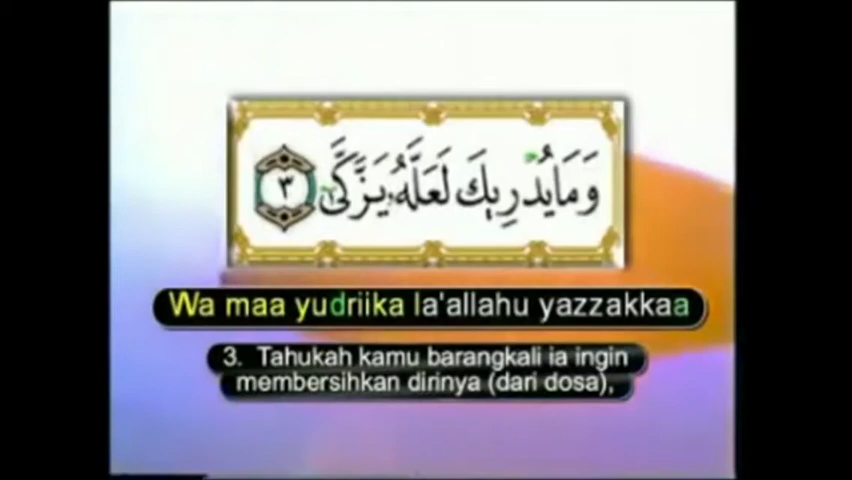 وَمَا يُدْرِيكَ لَعَلَّهُ يَزَّكَّىٰ ٣
Wa maa yudriika la'allahu yazzakkaa
3. Tahukah kamu barangkali ia ingin
membersihkan dirinya (dari dosa),